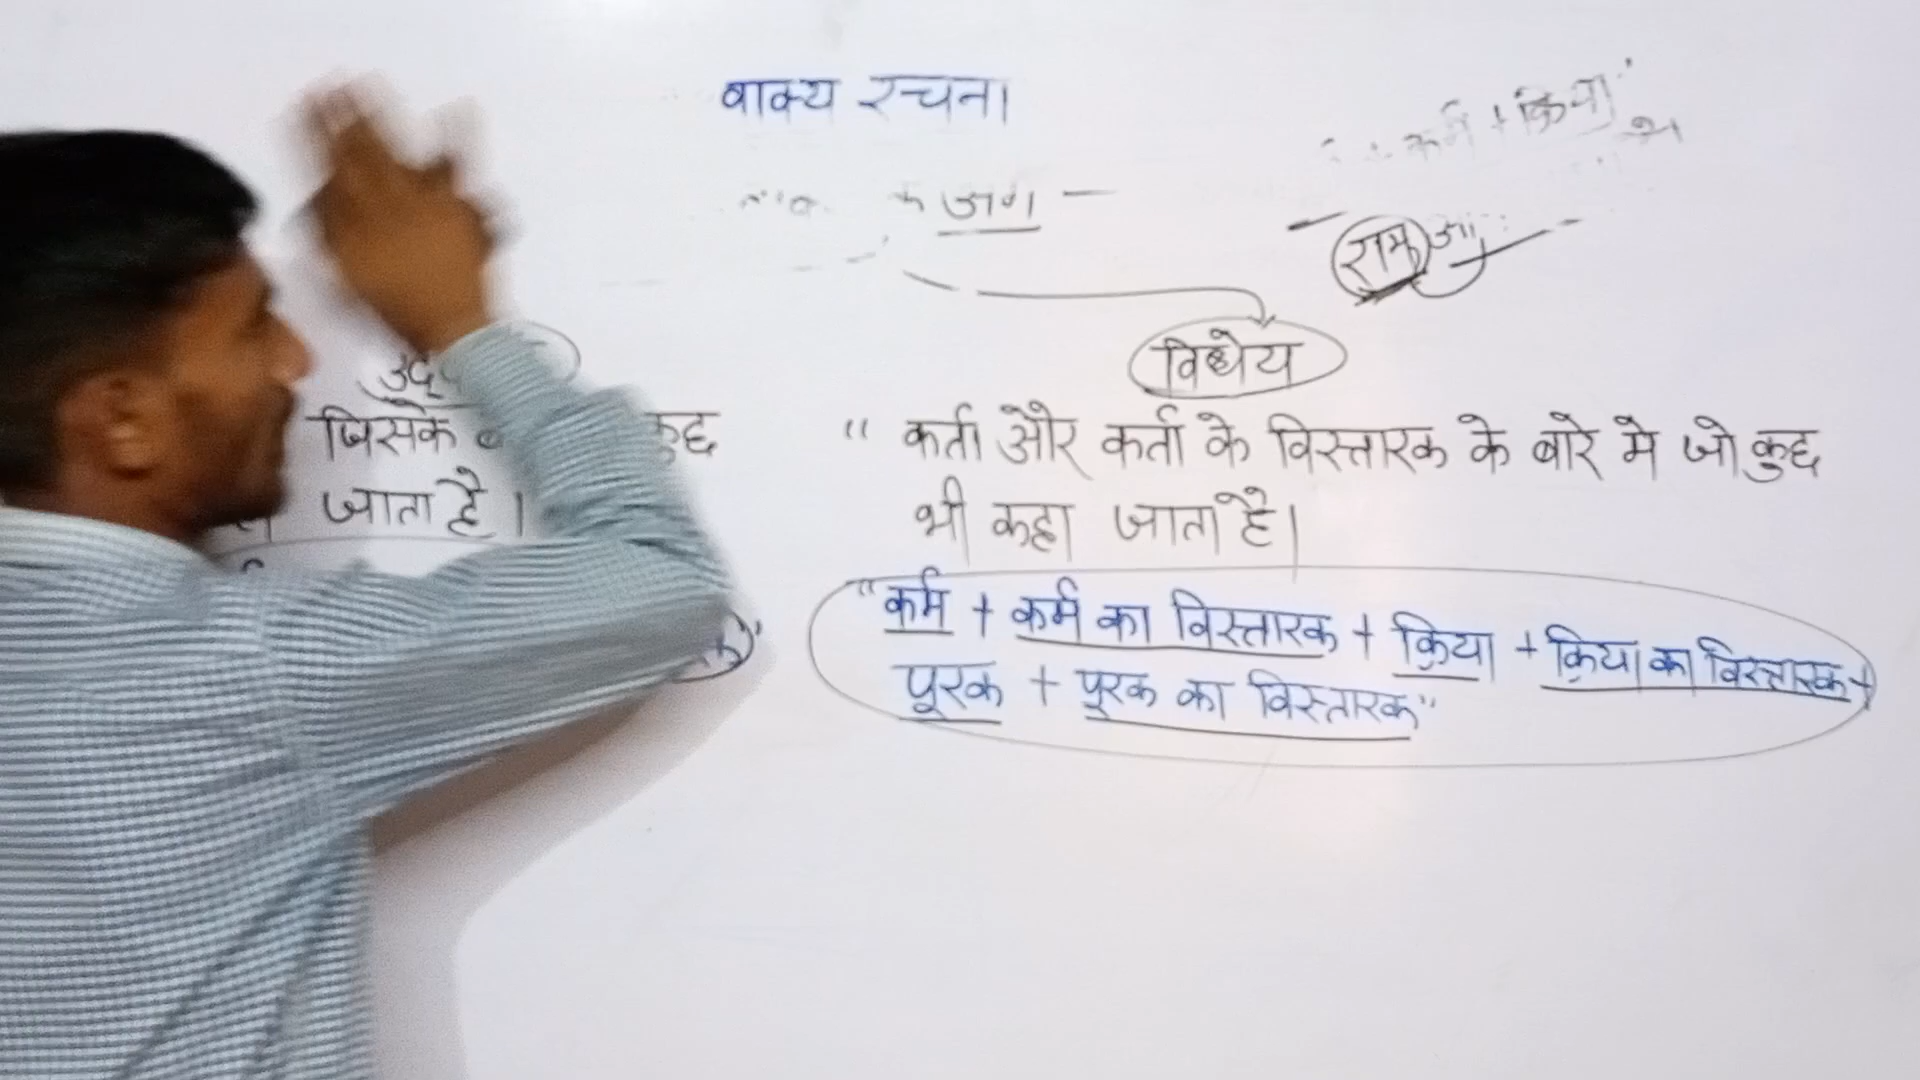 वाक्य रचना
कर्म + क्रिया
अंग –
राम
विधेय
जिसके
कुछ
जाता है।
" कर्ता और कर्ता के विस्तारक के बारे मे जो कुछ
भी कहा जाता है।
"कर्म + कर्म का विस्तारक + क्रिया + क्रिया का विस्तारक +
पूरक + पूरक का विस्तारक"